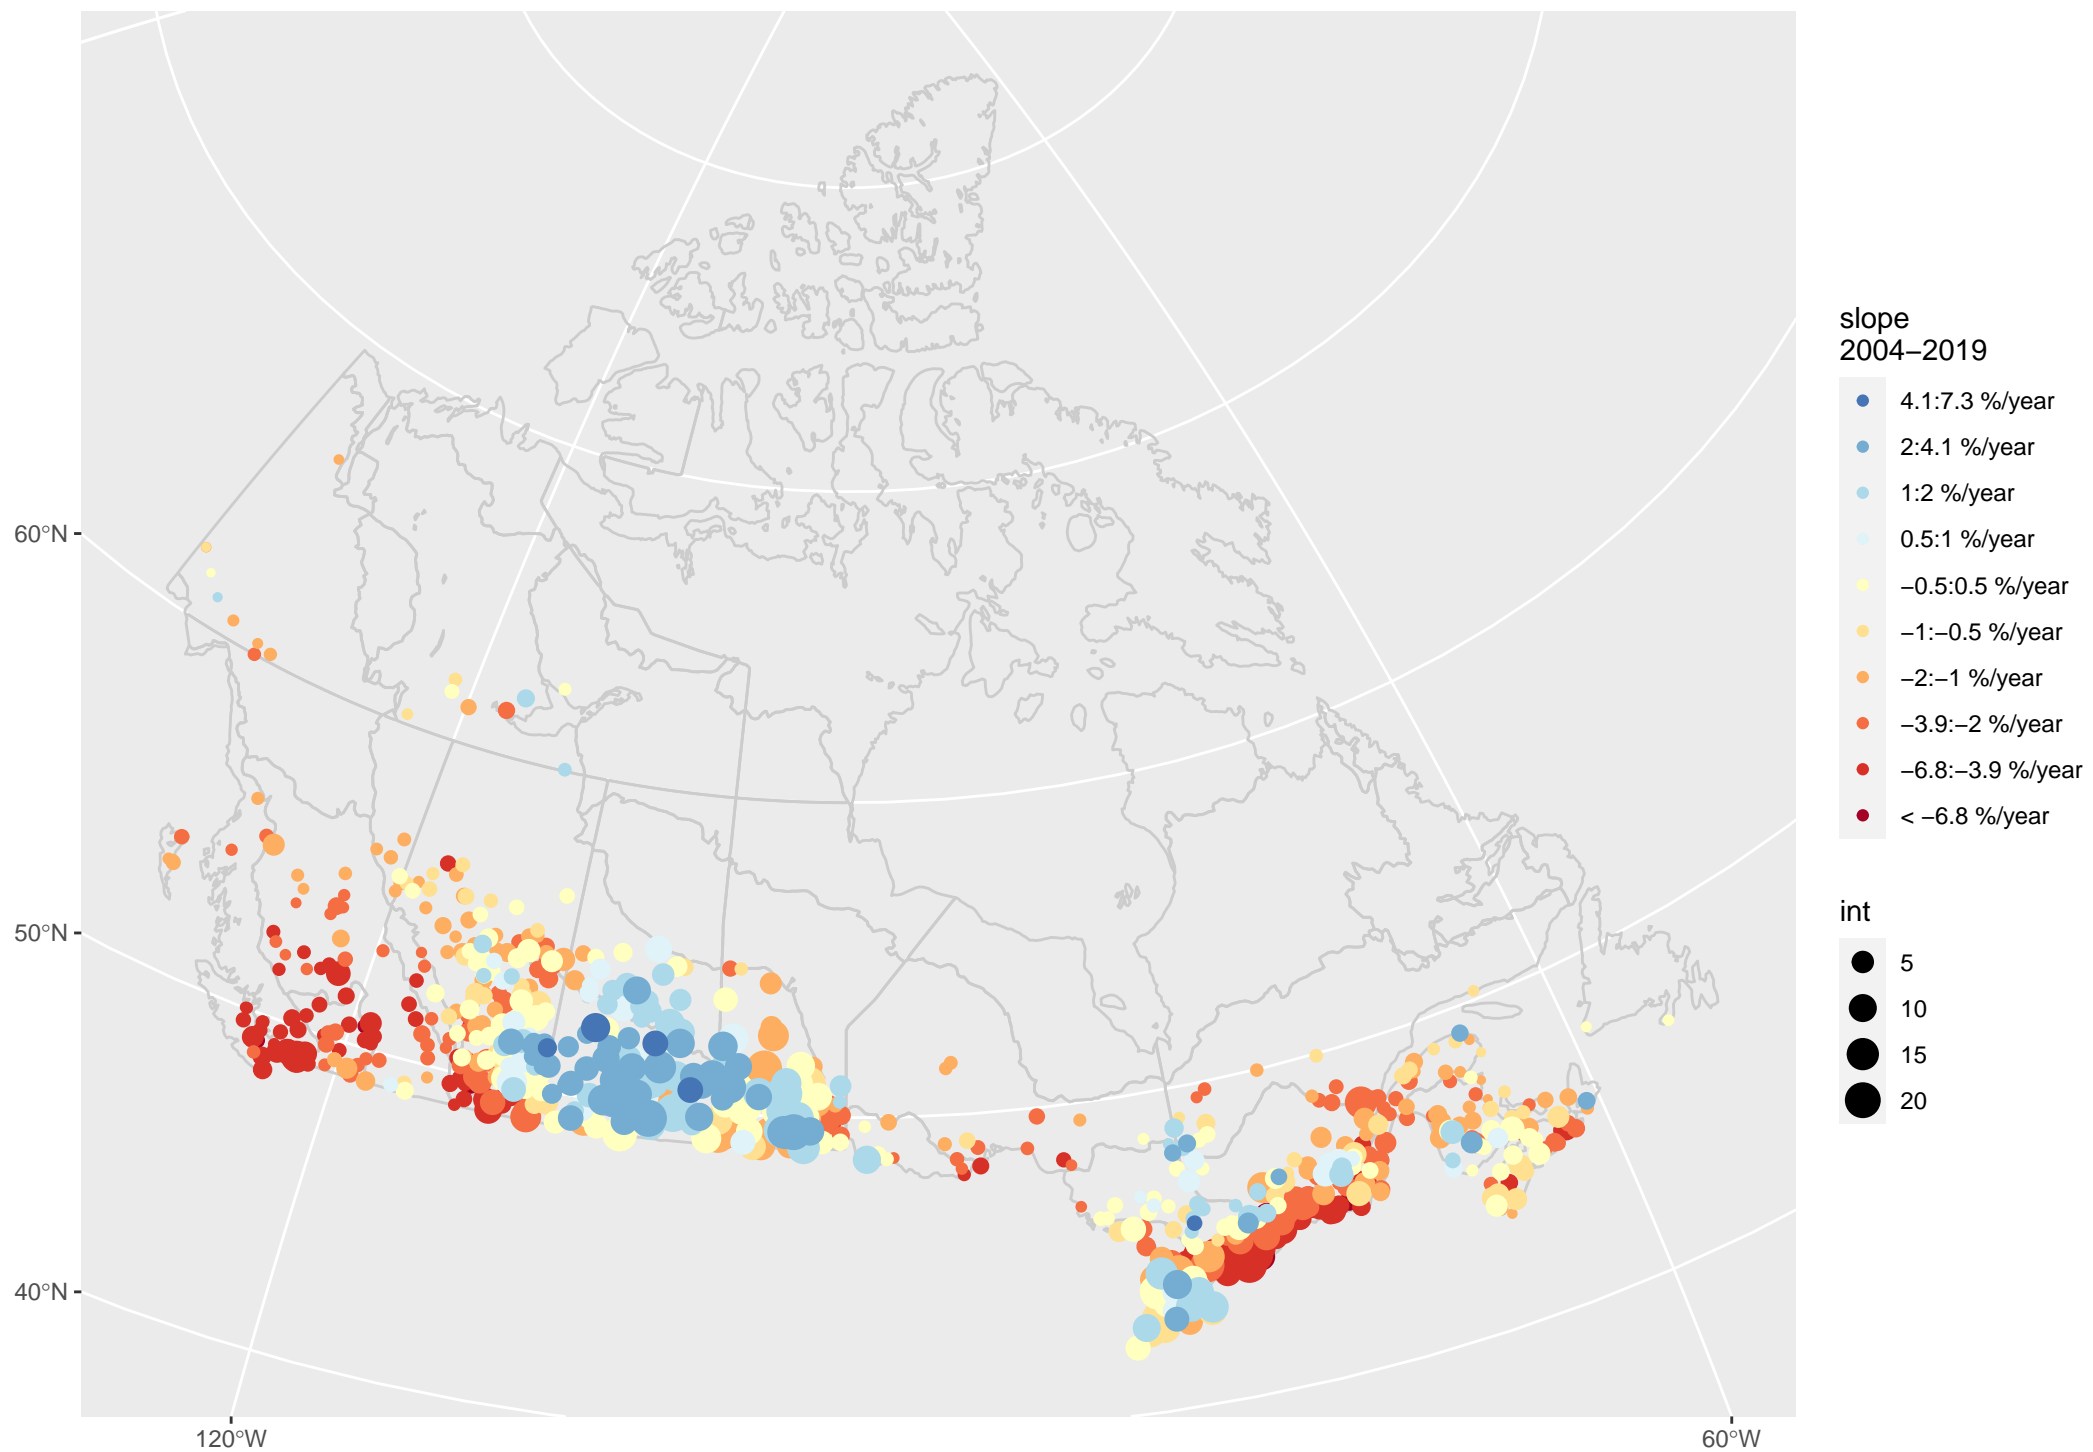 60°N
50°N
40°N
120°W
60°W
slope
2004−2019
4.1:7.3 %/year
2:4.1 %/year
1:2 %/year
0.5:1 %/year
−0.5:0.5 %/year
−1:−0.5 %/year
−2:−1 %/year
−3.9:−2 %/year
−6.8:−3.9 %/year
< −6.8 %/year
int
5
10
15
20